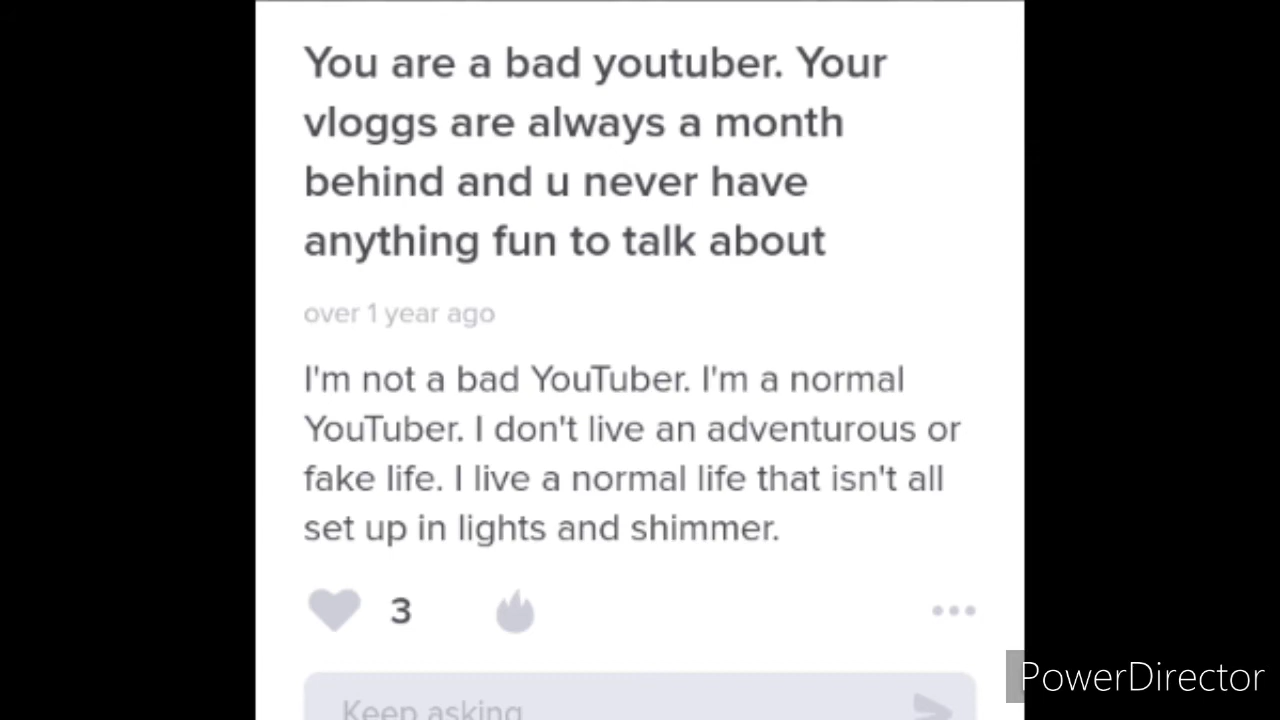 You are a bad youtuber. Your
vloggs are always a month
behind and u never have
anything fun to talk about
over 1 year ago
I'm not a bad YouTuber. I'm a normal
YouTuber. I don't live an adventurous or
fake life. I live a normal life that isn't all
set up in lights and shimmer.
3
Keep asking
PowerDirector